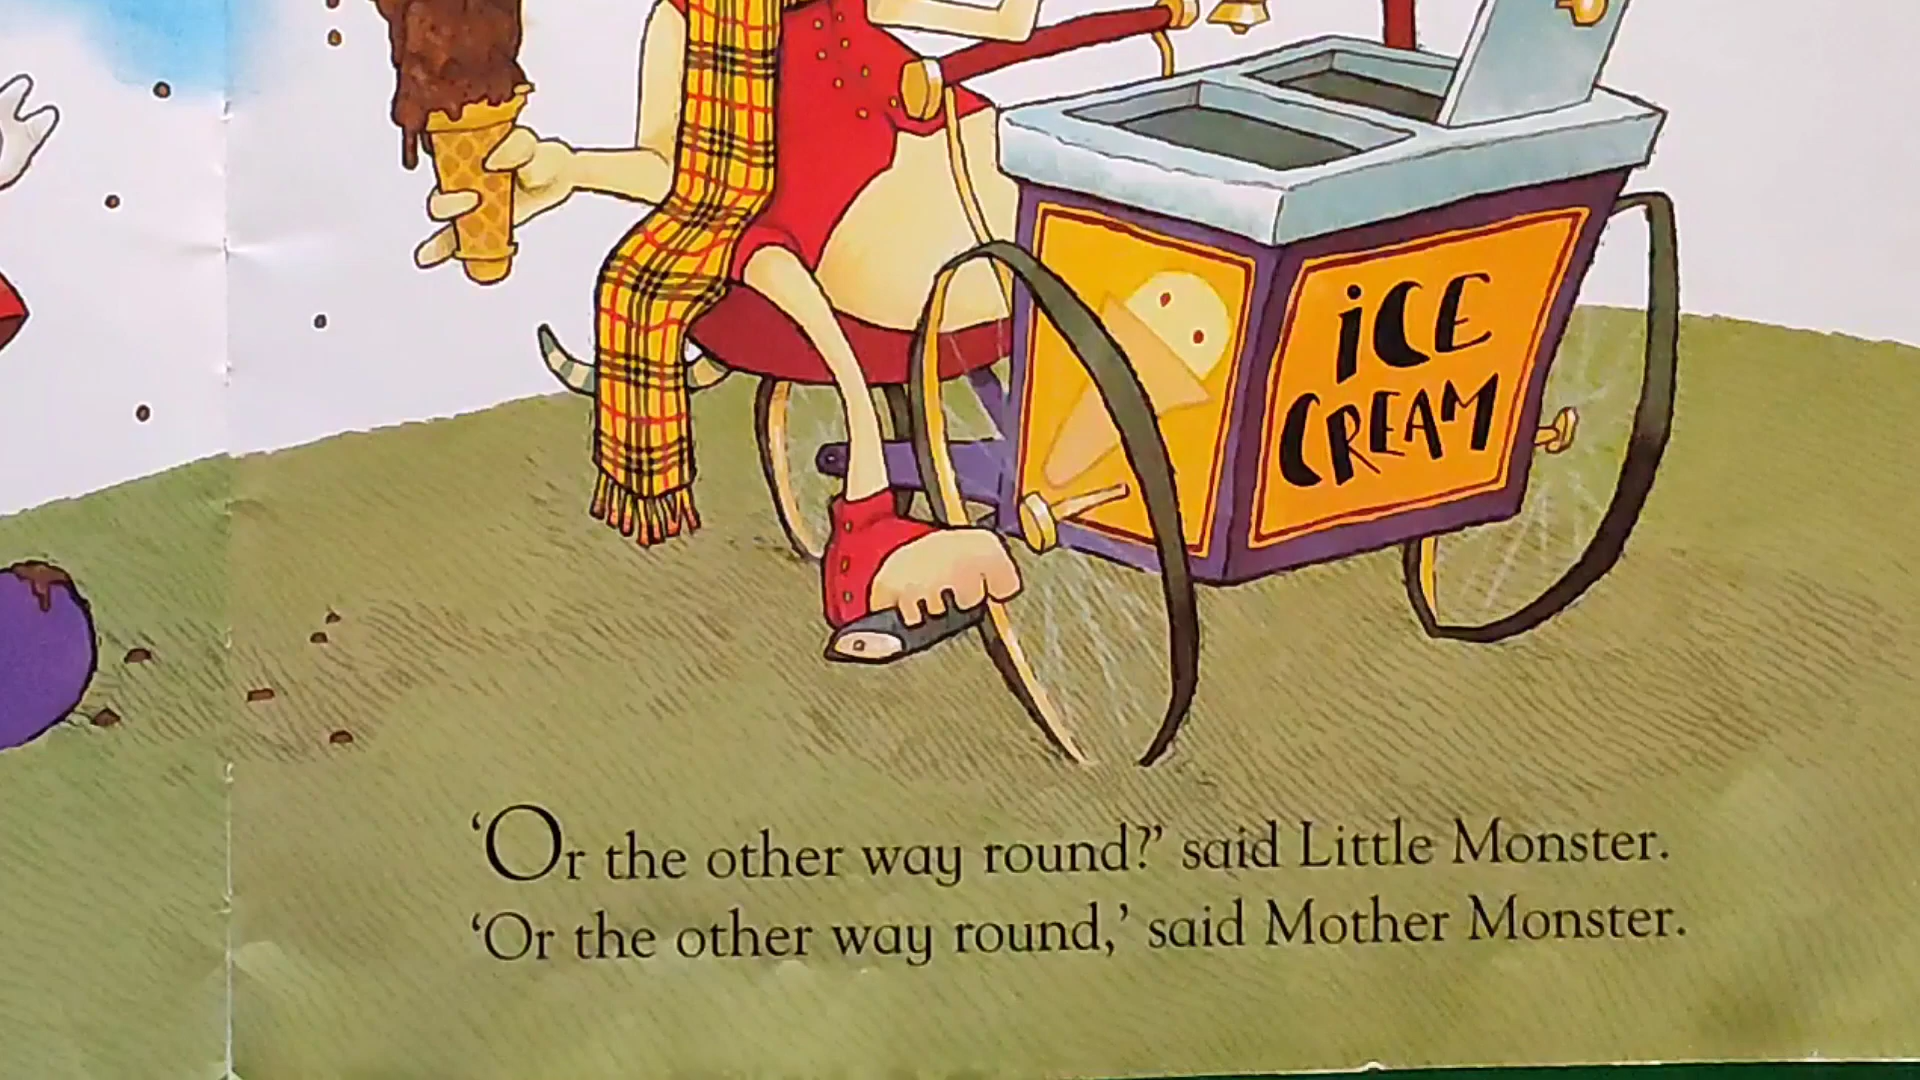 iCE
CREAM
‘Or the other way round?’ said Little Monster.
‘Or the other way round,’ said Mother Monster.